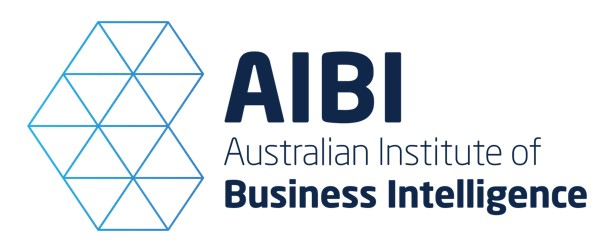 AIBI
Australian Institute of
Business Intelligence